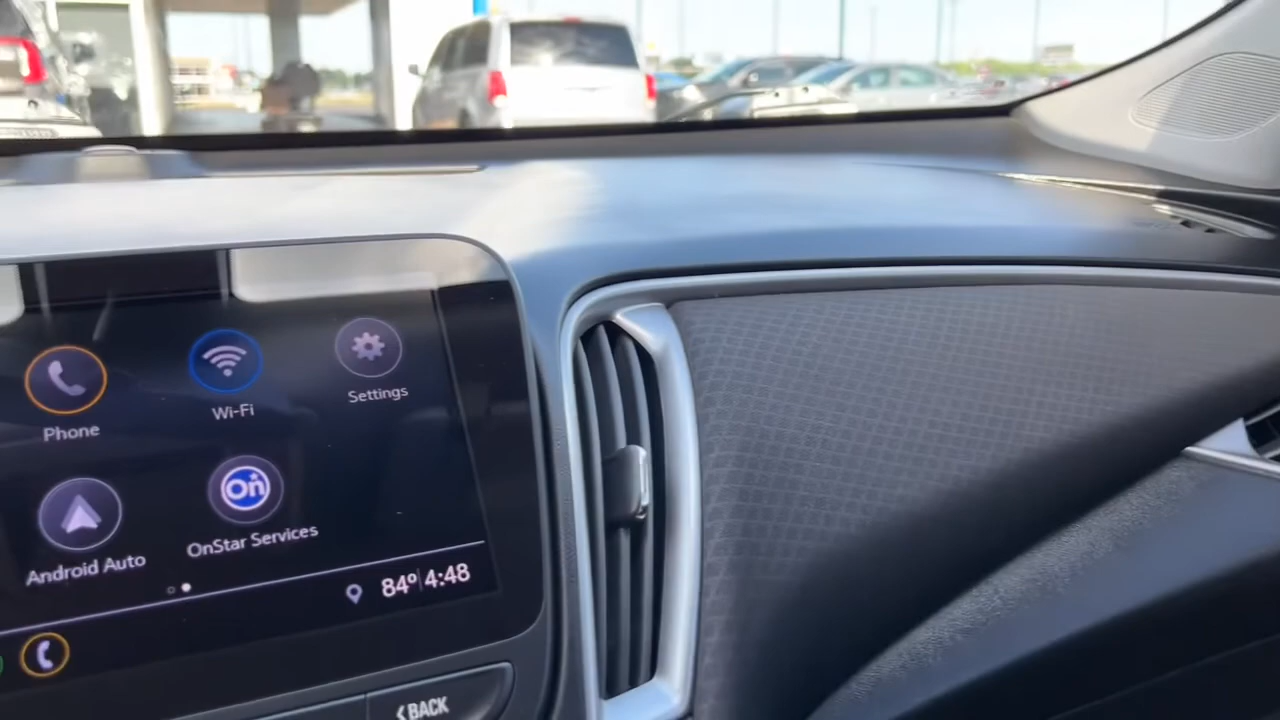 Phone
Wi-Fi
Settings
Android Auto
On
OnStar Services
84° 4:48
BACK